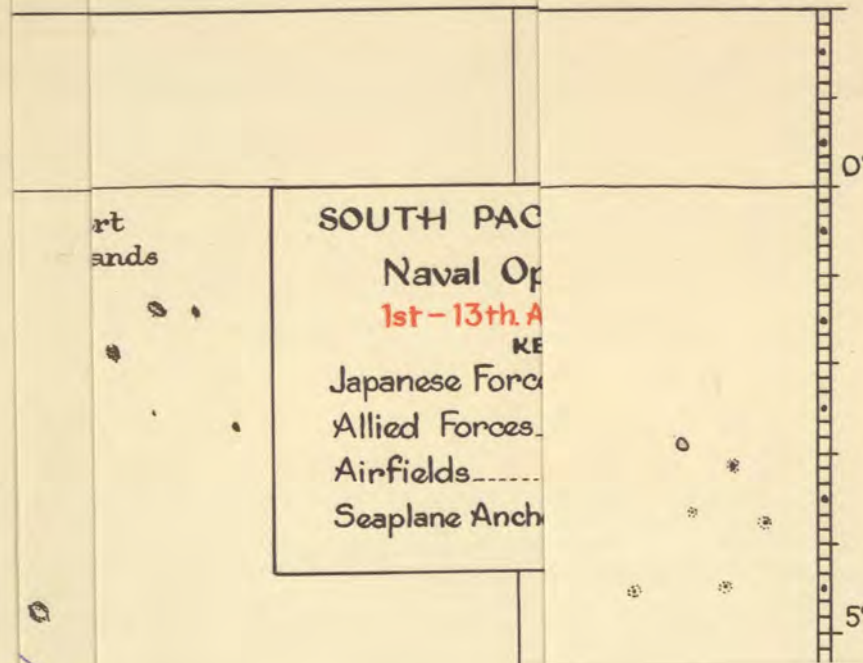 0°
rt
ands
SOUTH PAC
Naval Op
1st – 13th. A
KE
Japanese Forc
Allied Forces
Airfields
Seaplane Anch
5°